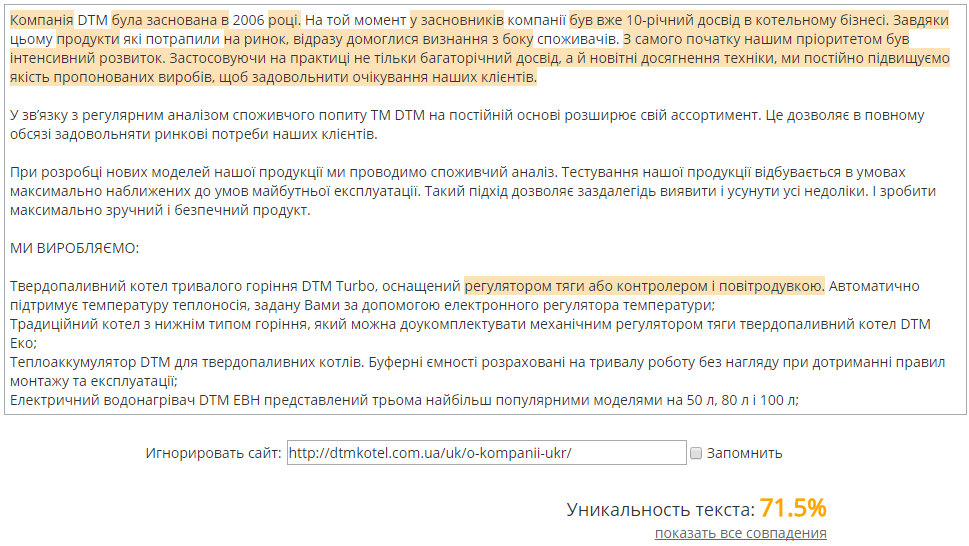 Компанія DTM була заснована в 2006 році. На той момент у засновників компанії був вже 10-річний досвід в котельному бізнесі. Завдяки
цьому продукти які потрапили на ринок, відразу домоглися визнання з боку споживачів. З самого початку нашим пріоритетом був
інтенсивний розвиток. Застосовуючи на практиці не тільки багаторічний досвід, а й новітні досягнення техніки, ми постійно підвищуємо
якість пропонованих виробів, щоб задовольнити очікування наших клієнтів.
У зв’язку з регулярним аналізом споживчого попиту ТМ DTM на постійній основі розширює свій ассортимент. Це дозволяє в повному
обсязі задовольняти ринкові потреби наших клієнтів.
При розробці нових моделей нашої продукції ми проводимо споживчий аналіз. Тестування нашої продукції відбувається в умовах
максимально наближених до умов майбутньої експлуатації. Такий підхід дозволяє заздалегідь виявити і усунути усі недоліки. І зробити
максимально зручний і безпечний продукт.
МИ ВИРОБЛЯЄМО:
Твердопаливний котел тривалого горіння DTM Turbo, оснащений регулятором тяги або контролером і повітродувкою. Автоматично
підтримує температуру теплоносія, задану Вами за допомогою електронного регулятора температури;
Традиційний котел з нижнім типом горіння, який можна доукомплектувати механічним регулятором тяги твердопаливний котел DTM
Еко;
Теплоаккумулятор DTM для твердопаливних котлів. Буферні ємності розраховані на тривалу роботу без нагляду при дотриманні правил
монтажу та експлуатації;
Електричний водонагрівач DTM ЕВН представлений трьома найбільш популярними моделями на 50 л, 80 л і 100 л;
Игнорировать сайт: http://dtmkotel.com.ua/uk/o-kompanii-ukr/ Запомнить
Уникальность текста: 71.5%
показать все совпадения